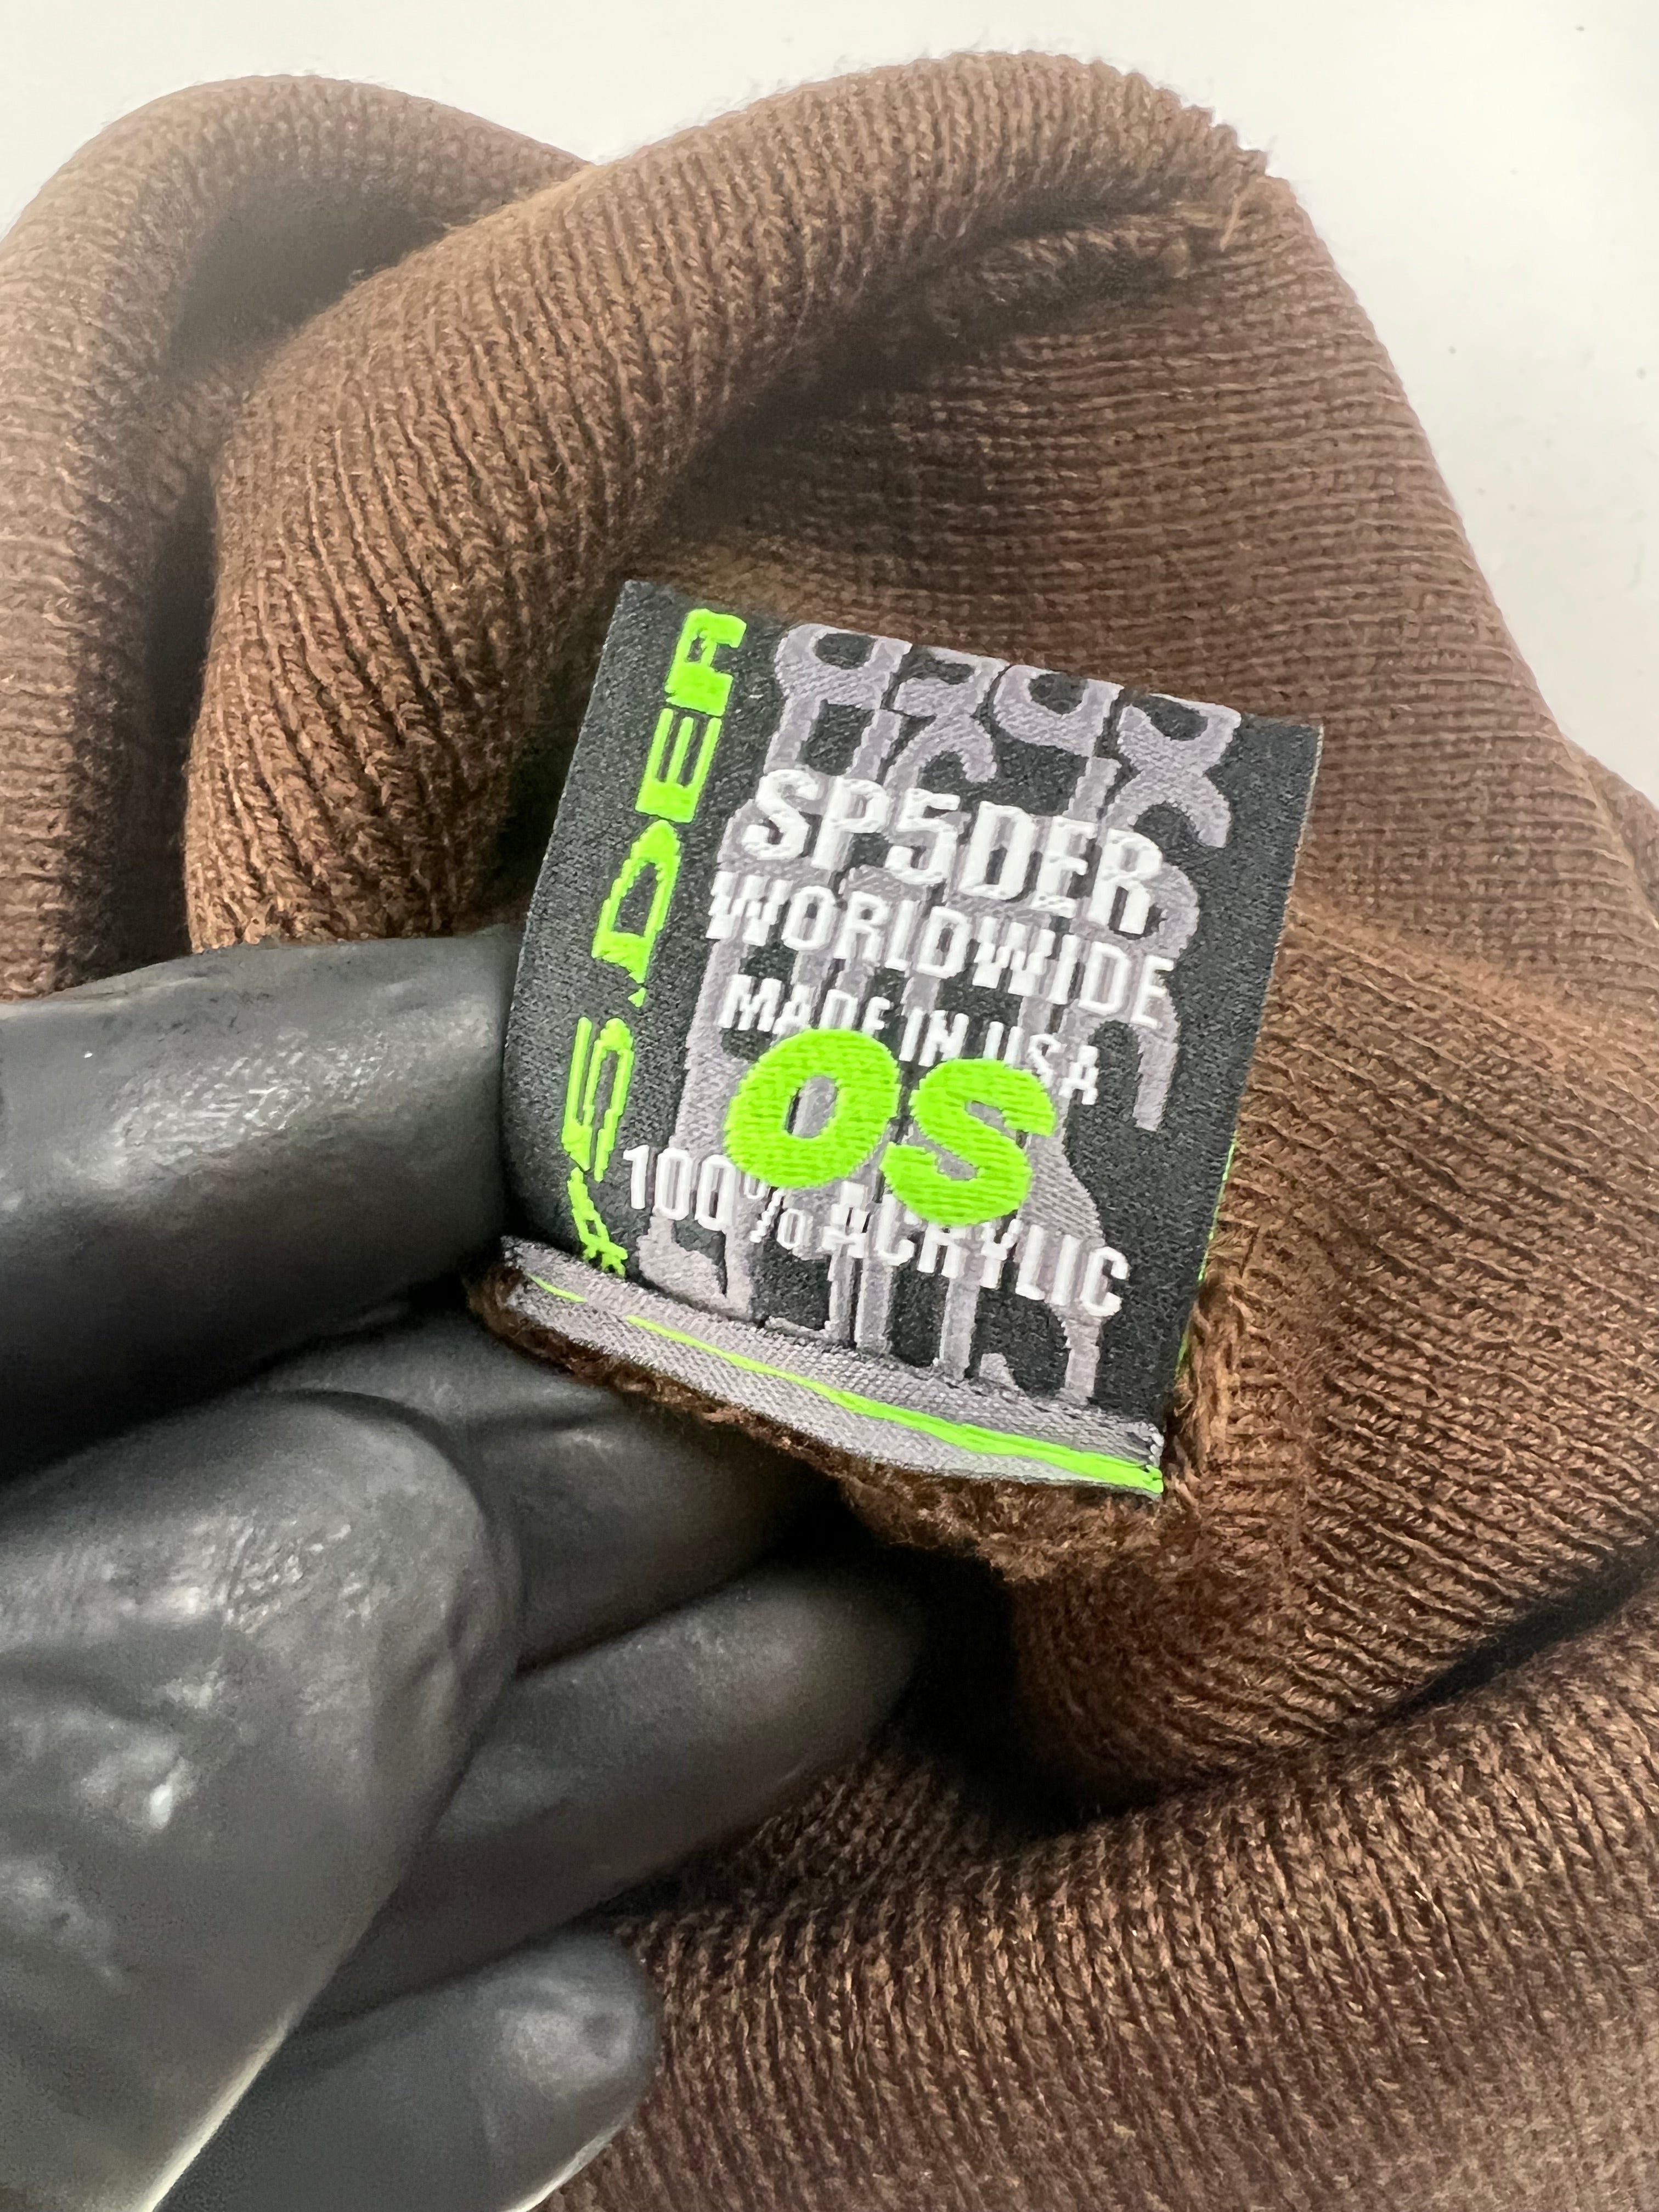 SP5DER
WORLDWIDE
MADE IN USA
OS
100% ACRYLIC